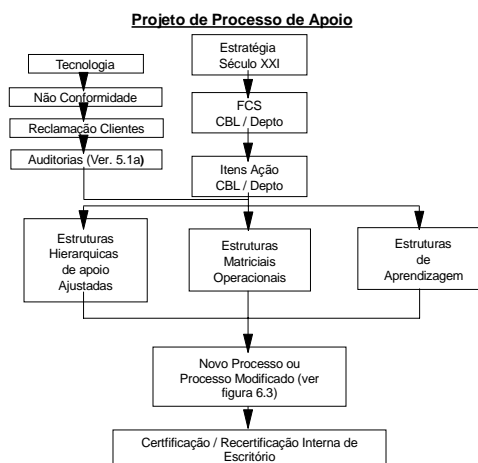 Projeto de Processo de Apoio
Tecnologia
Não Conformidade
Reclamação Clientes
Auditorias (Ver. 5.1a)
Estratégia
Século XXI
FCS
CBL / Depto
Itens Ação
CBL / Depto
Estruturas
Hierarquicas
de apoio
Ajustadas
Estruturas
Matriciais
Operacionais
Estruturas
de
Aprendizagem
Novo Processo ou
Processo Modificado (ver
figura 6.3)
Certfificação / Recertificação Interna de
Escritório